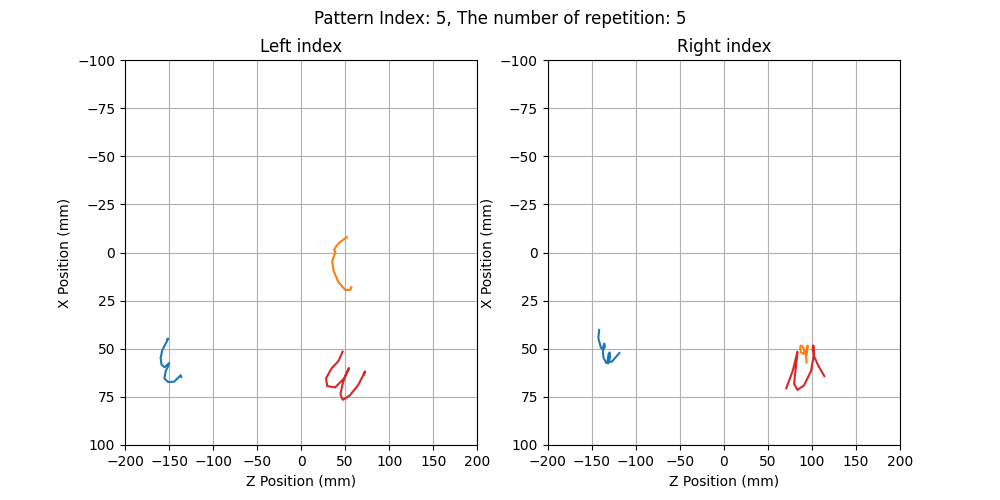 Pattern Index: 5, The number of repetition: 5
Left index
Right index
−100
−75
−50
−25
0
25
50
75
100
X Position (mm)
−200 −150 −100 −50 0 50 100 150 200
Z Position (mm)
−100
−75
−50
−25
0
25
50
75
100
X Position (mm)
−200 −150 −100 −50 0 50 100 150 200
Z Position (mm)